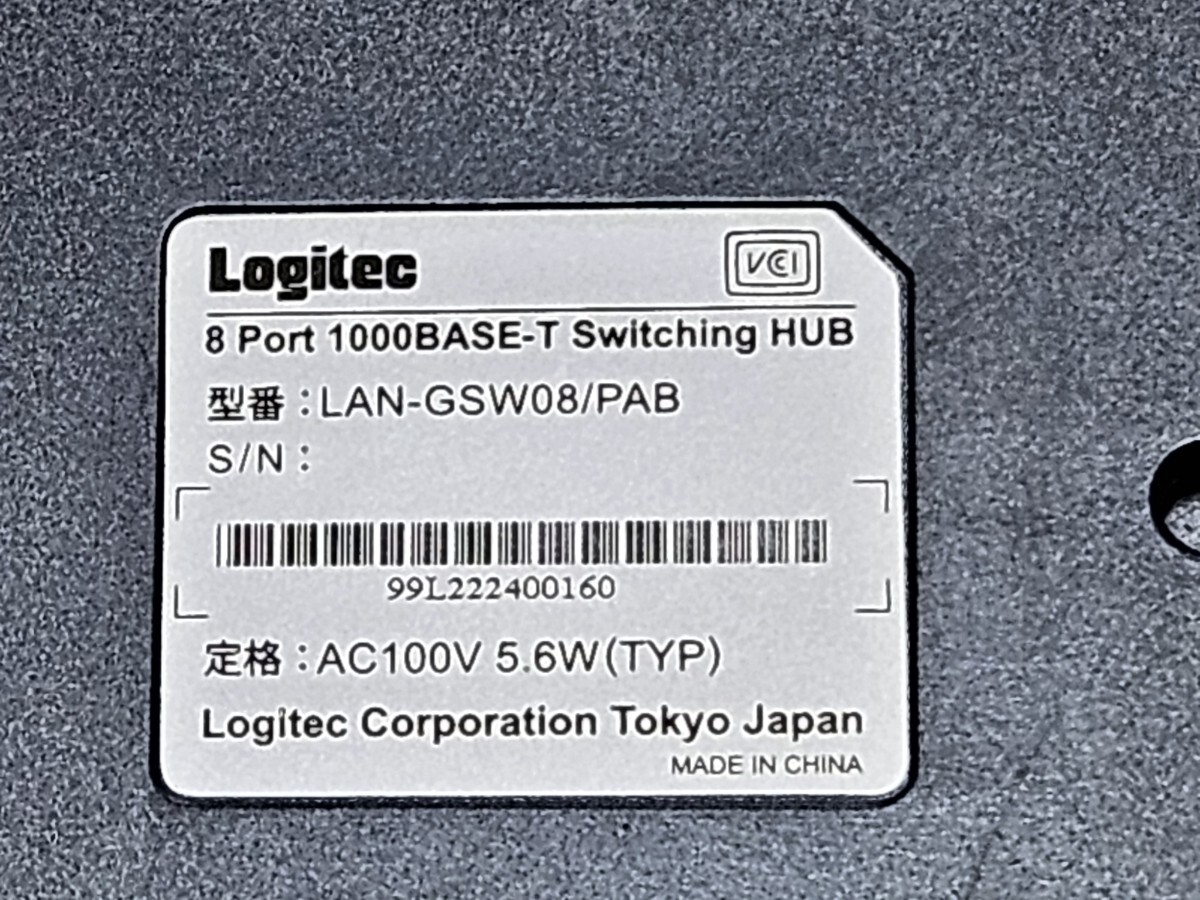 Logitec
VCCI
8 Port 1000BASE-T Switching HUB
型番：LAN-GSW08/PAB
S/N：
99L222400160
定格：AC100V 5.6W(TYP)
Logitec Corporation Tokyo Japan
MADE IN CHINA